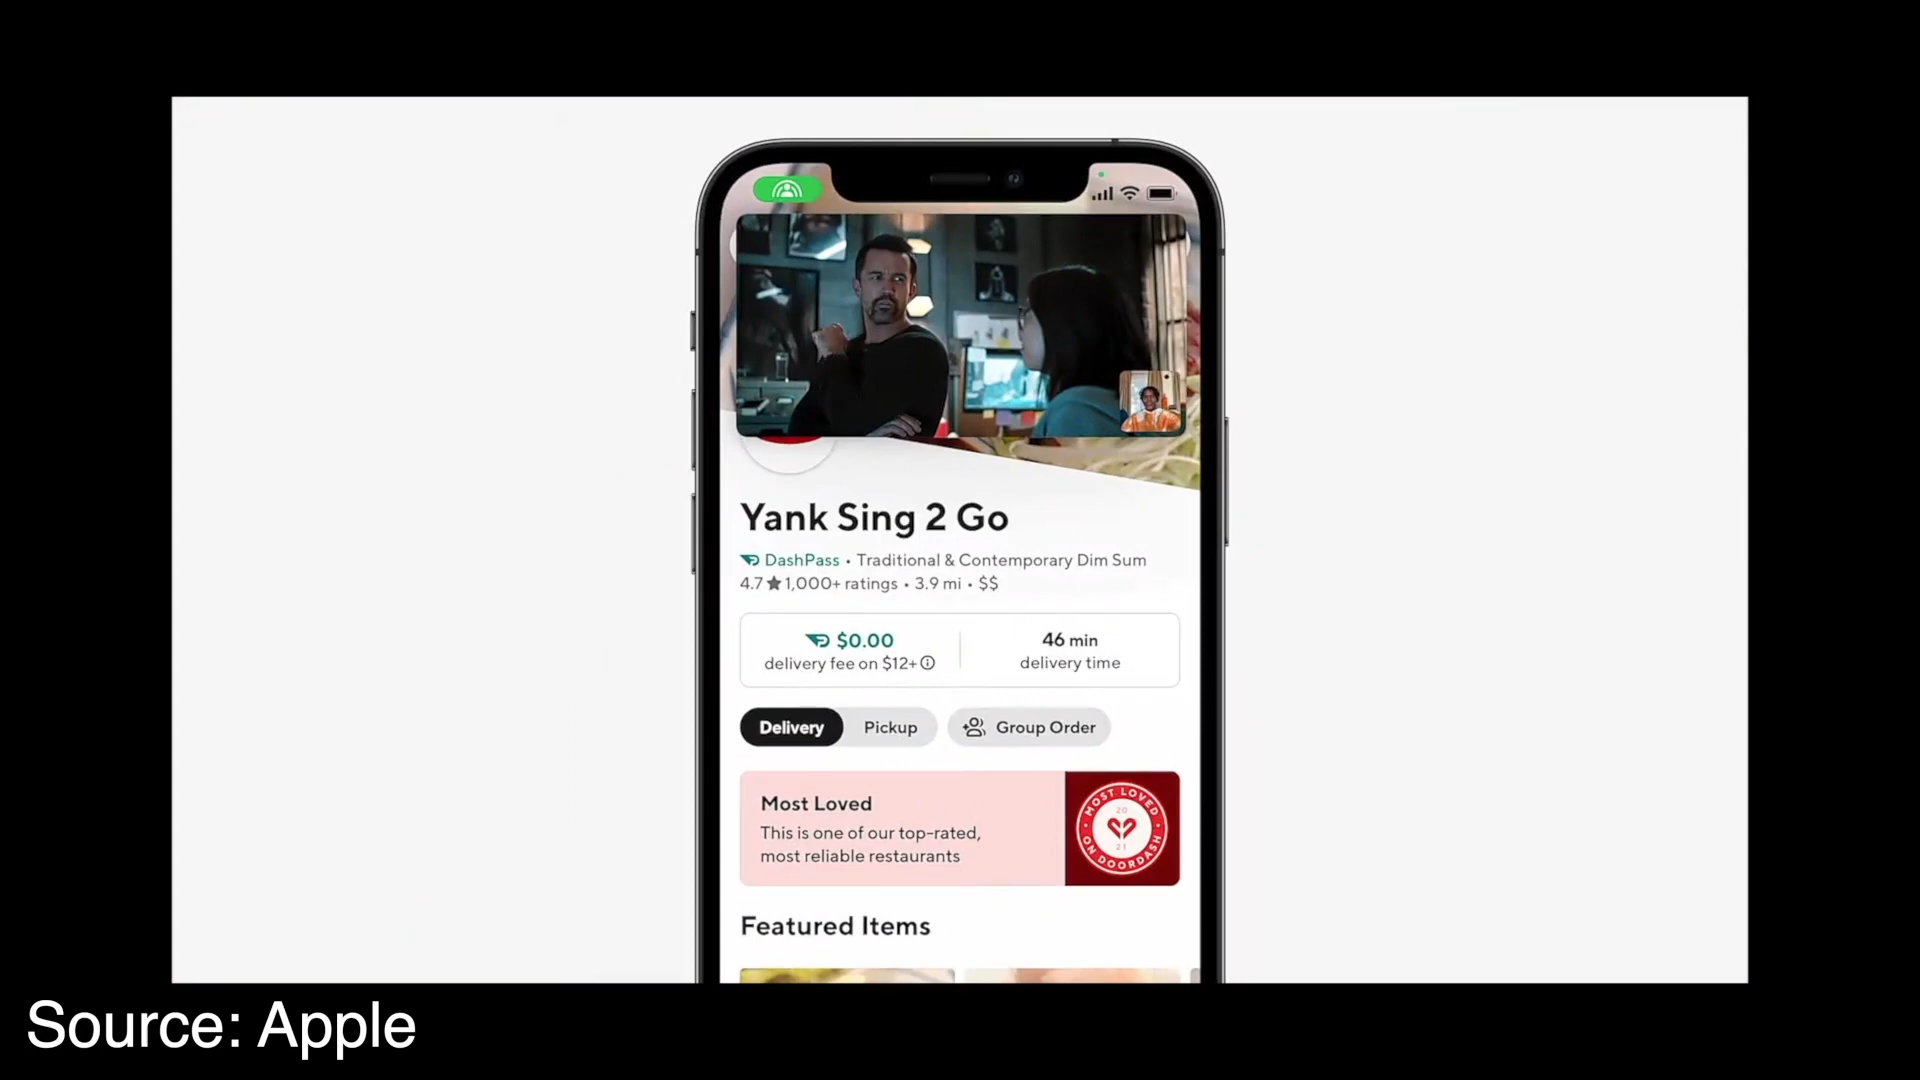 Yank Sing 2 Go
DashPass • Traditional & Contemporary Dim Sum
4.7★1,000+ ratings • 3.9 mi • $$
$0.00
delivery fee on $12+
46 min
delivery time
Delivery
Pickup
Group Order
Most Loved
This is one of our top-rated,
most reliable restaurants
MOST LOVED
20
21
ON DOORDASH
Featured Items
Source: Apple